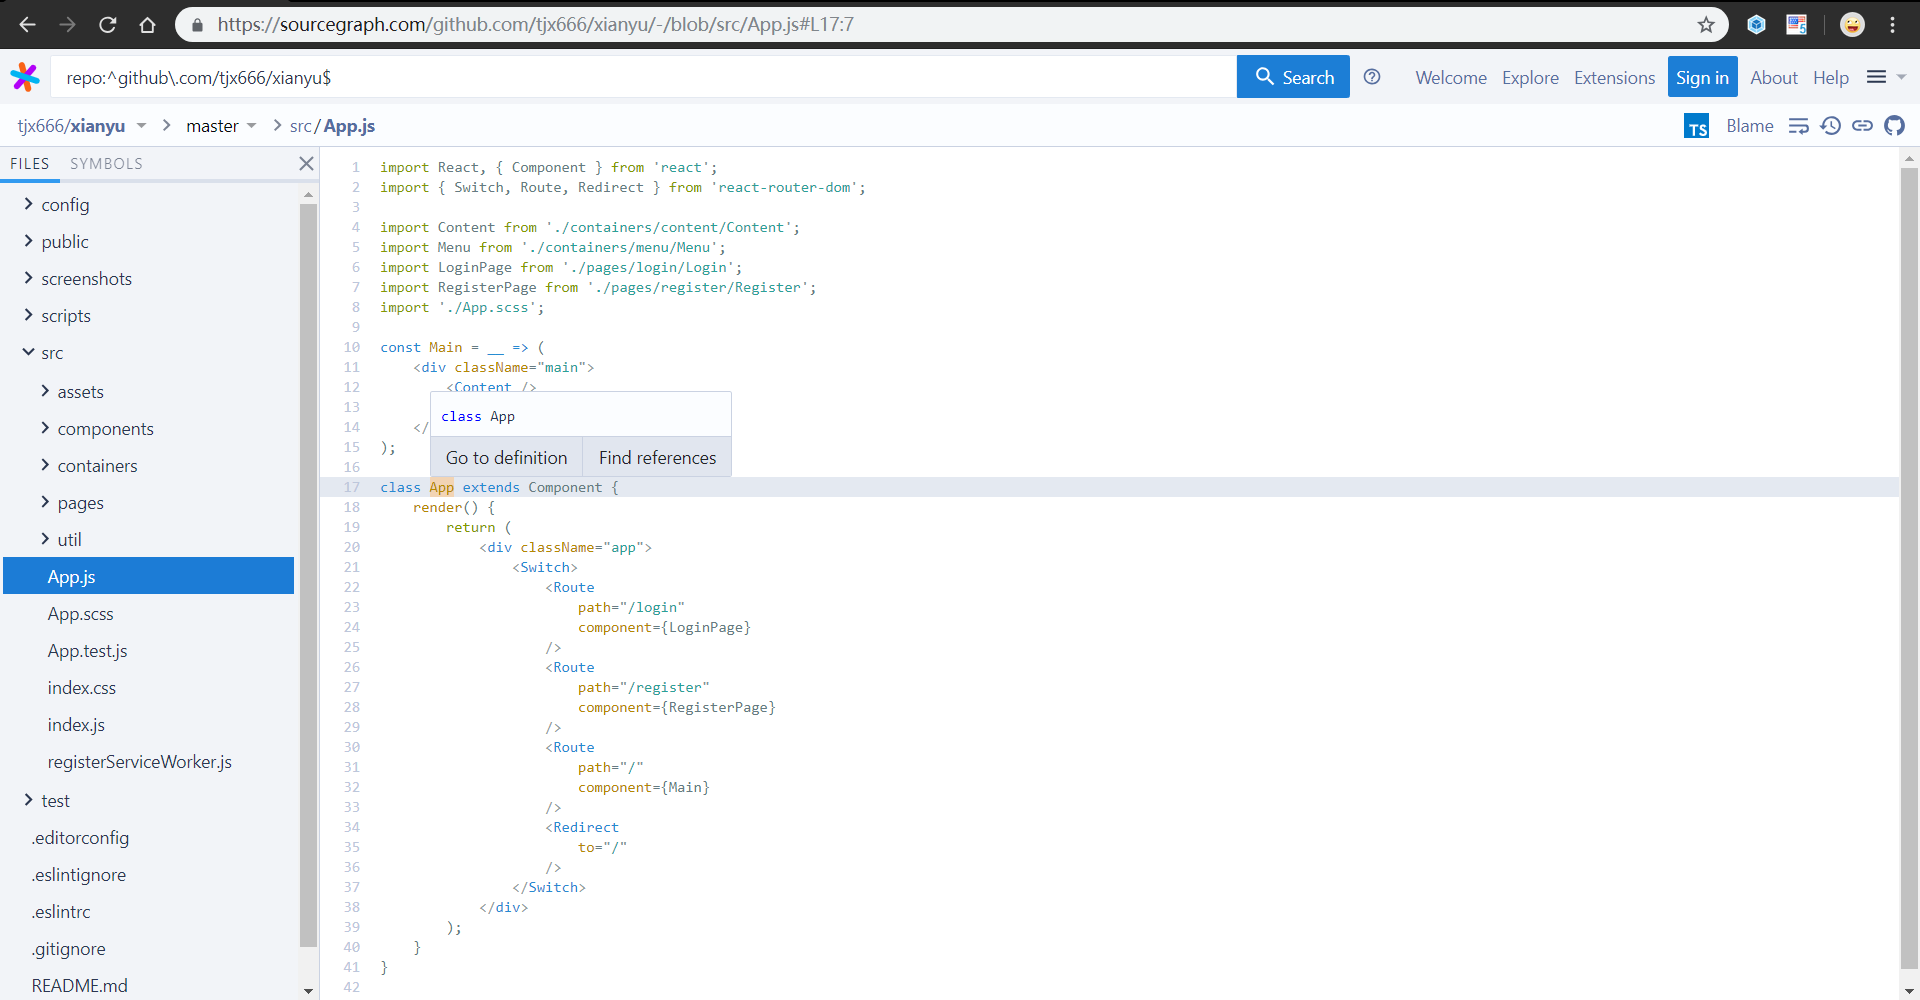 https://sourcegraph.com/github.com/tjx666/xianyu/-/blob/src/App.js#L17:7
repo:^github\.com/tjx666/xianyu$
Search
Welcome Explore Extensions Sign in About Help
tjx666/xianyu > master > src/App.js
TS Blame
FILES SYMBOLS
config
public
screenshots
scripts
src
assets
components
containers
pages
util
App.js
App.scss
App.test.js
index.css
index.js
registerServiceWorker.js
test
.editorconfig
.eslintignore
.eslintrc
.gitignore
README.md
1 import React, { Component } from 'react';
2 import { Switch, Route, Redirect } from 'react-router-dom';
3
4 import Content from './containers/content/Content';
5 import Menu from './containers/menu/Menu';
6 import LoginPage from './pages/login/Login';
7 import RegisterPage from './pages/register/Register';
8 import './App.scss';
9
10 const Main = __ => (
11 <div className="main">
12 <Content />
13
14 </
15 );
16
class App
Go to definition Find references
17 class App extends Component {
18 render() {
19 return (
20 <div className="app">
21 <Switch>
22 <Route
23 path="/login"
24 component={LoginPage}
25 />
26 <Route
27 path="/register"
28 component={RegisterPage}
29 />
30 <Route
31 path="/"
32 component={Main}
33 />
34 <Redirect
35 to="/"
36 />
37 </Switch>
38 </div>
39 );
40 }
41 }
42